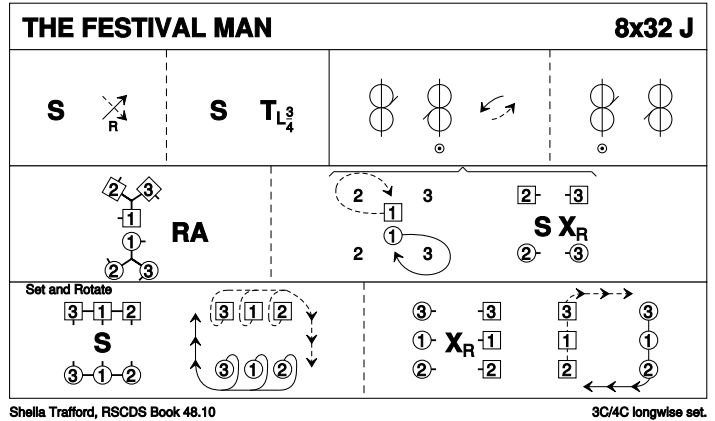 THE FESTIVAL MAN 8x32 J
S R S T L 3/4
2 3 2 3 2 3
1 1 RA 1 S X R
1 2 3 2 3
2 3
Set and Rotate
3 1 2 3 1 2 3 3 3 3
S 1 X R 1 1 1
3 1 2 3 1 2 2 2 2 2
Sheila Trafford, RSCDS Book 48.10 3C/4C longwise set.